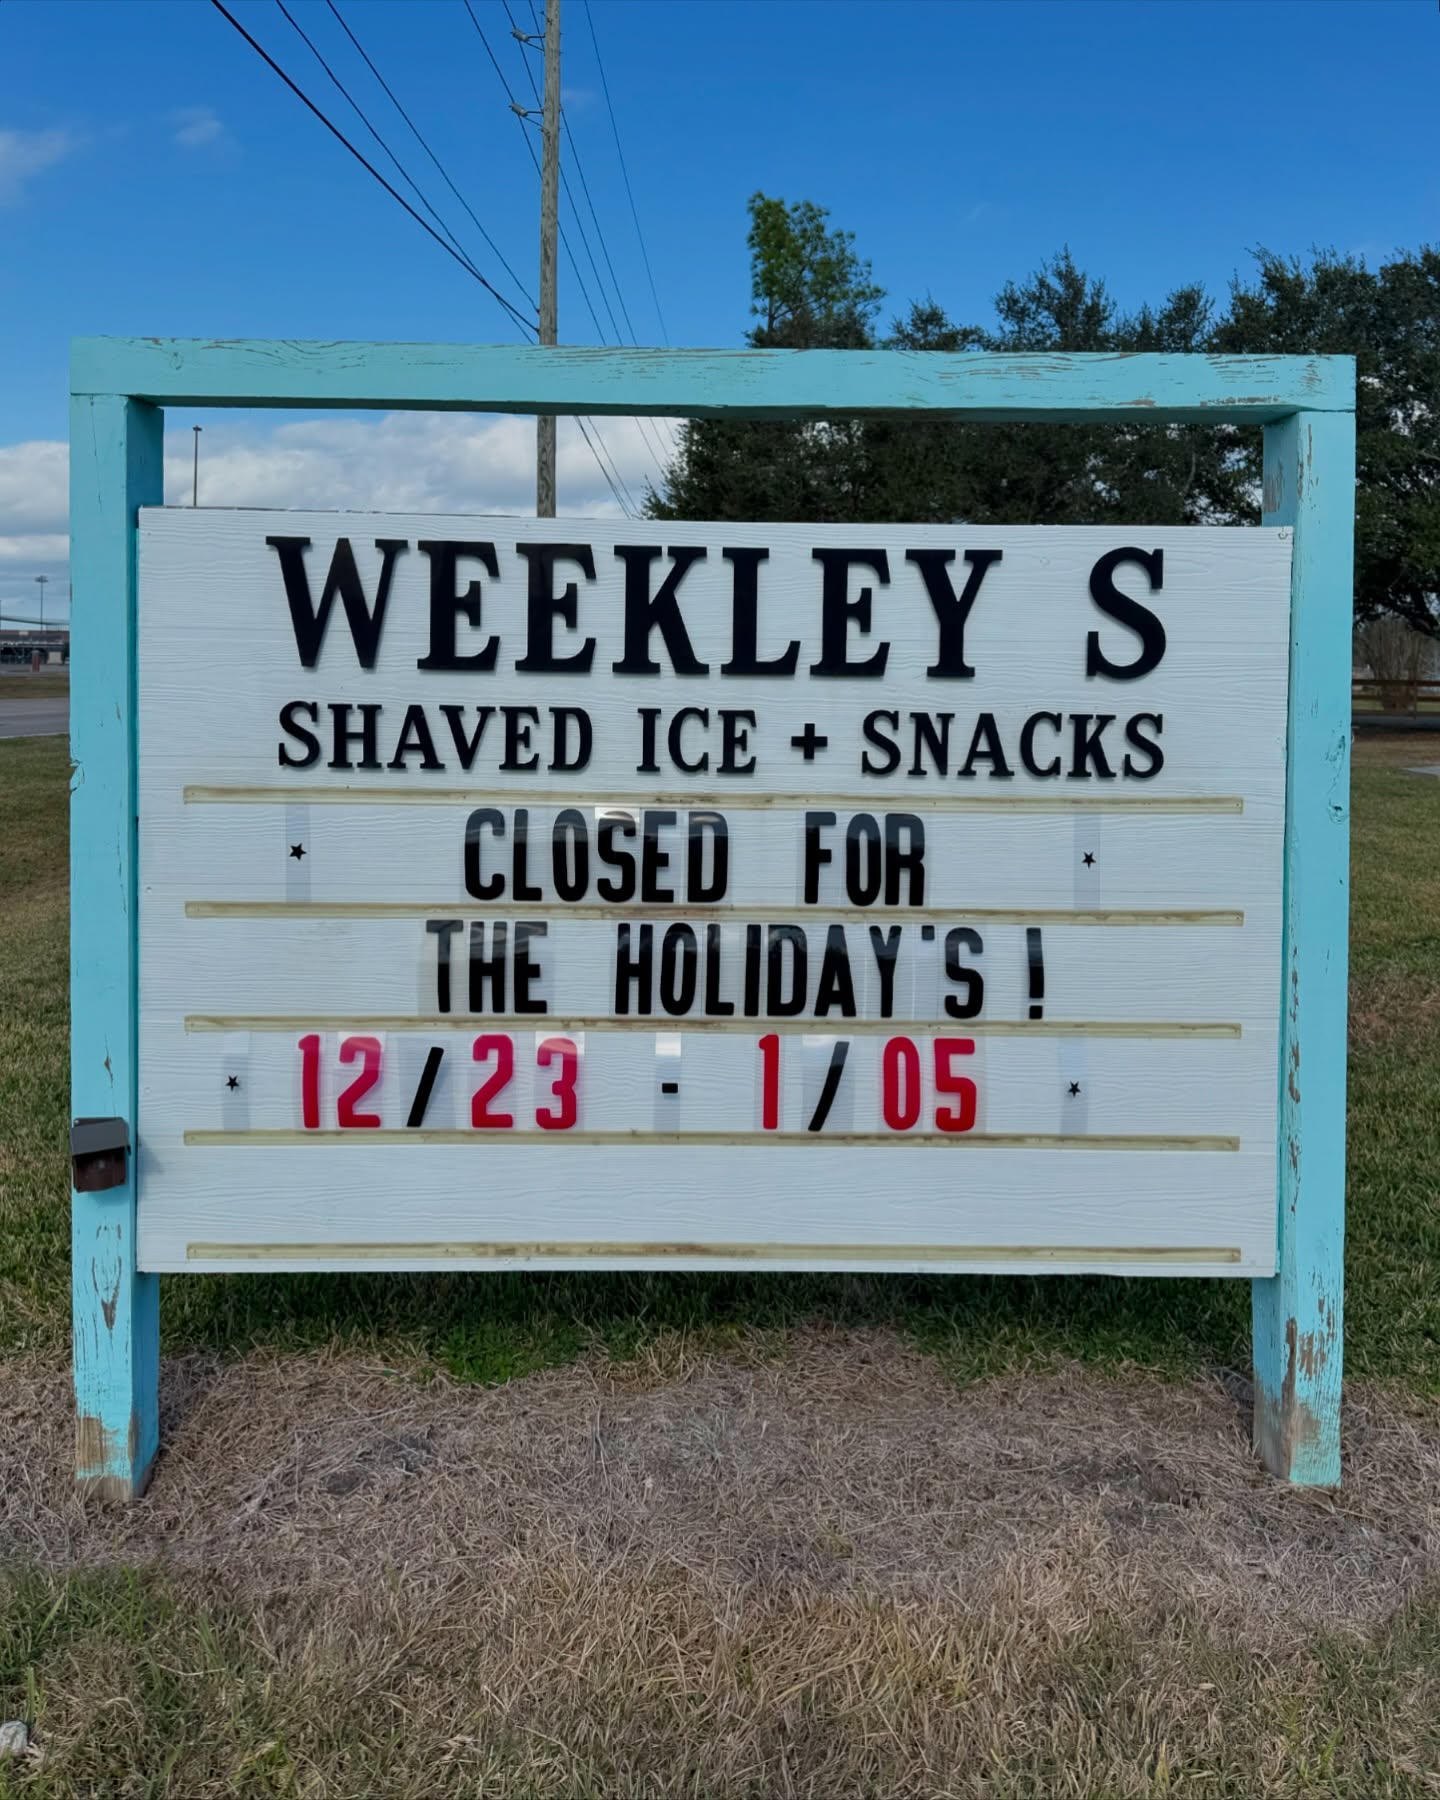 WEEKLEY S
SHAVED ICE + SNACKS
CLOSED FOR
THE HOLIDAY'S !
12/23 - 1/05